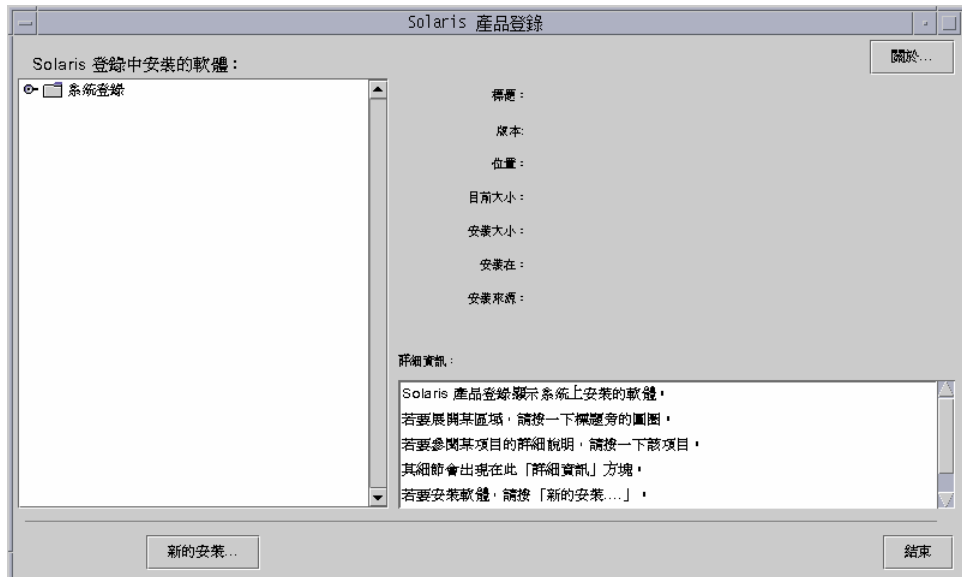 Solaris 產品登錄
關於...
Solaris 登錄中安裝的軟體：
系統登錄
標題：
版本:
位置：
目前大小：
安裝大小：
安裝在：
安裝來源：
詳細資訊：
Solaris 產品登錄顯示系統上安裝的軟體。
若要展開某區域，請按一下標題旁的圓圈。
若要參閱某項目的詳細說明，請按一下該項目。
其細節會出現在此「詳細資訊」方塊。
若要安裝軟體，請按「新的安裝....」。
新的安裝...
結束